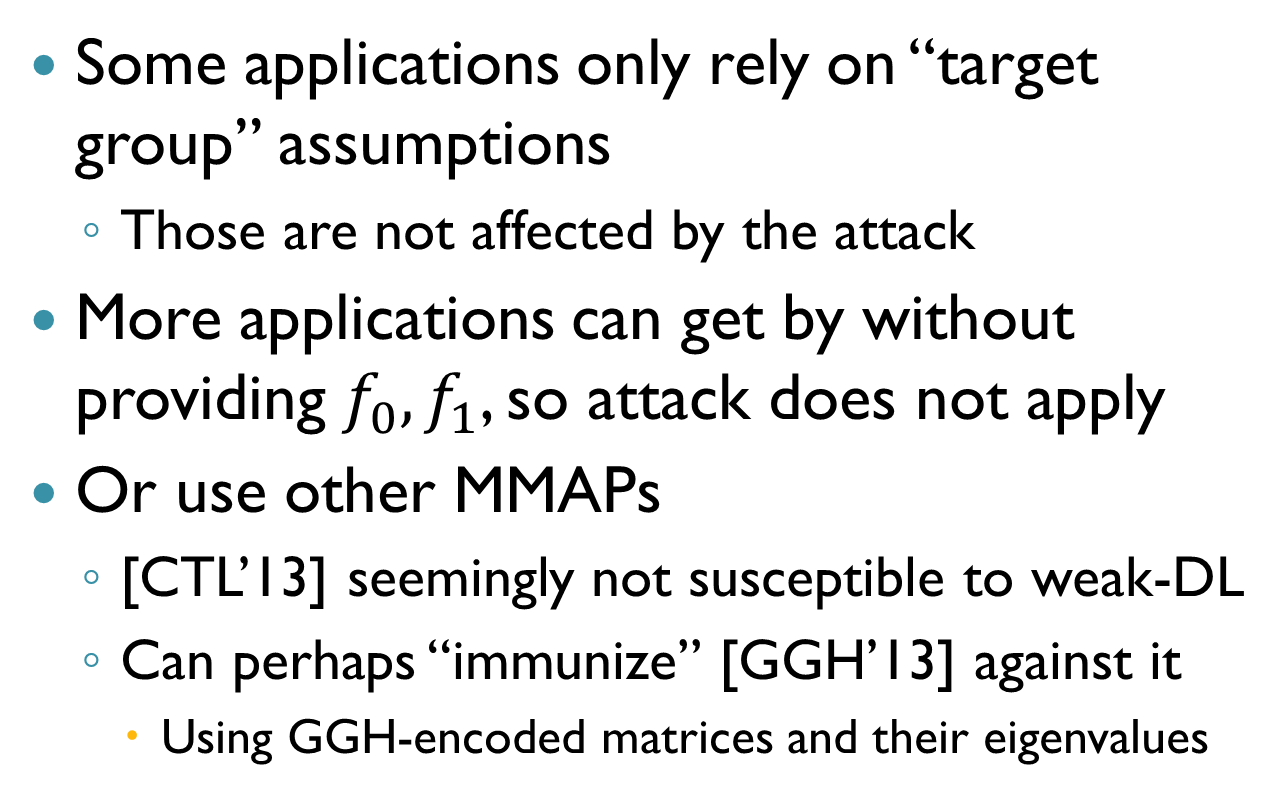 • Some applications only rely on “target
group” assumptions
◦ Those are not affected by the attack
• More applications can get by without
providing f₀, f₁, so attack does not apply
• Or use other MMAPs
◦ [CTL’13] seemingly not susceptible to weak-DL
◦ Can perhaps “immunize” [GGH’13] against it
• Using GGH-encoded matrices and their eigenvalues